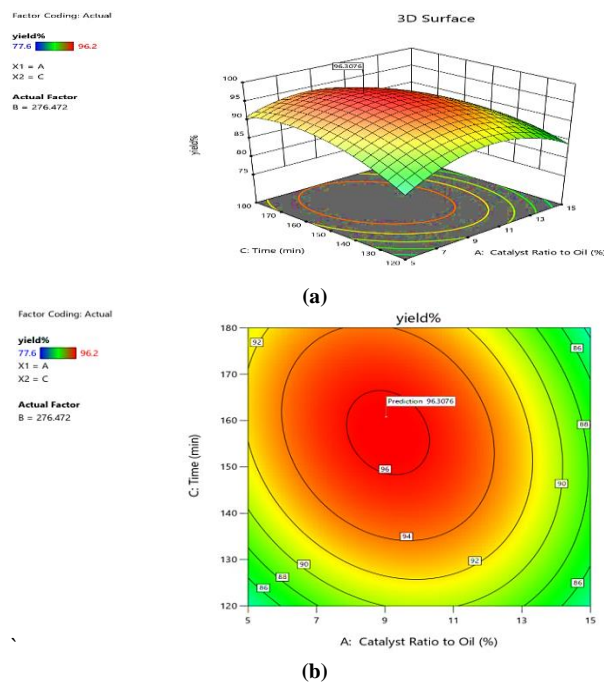 Factor Coding: Actual
3D Surface
yield%
77.6 96.2
X1 = A
X2 = C
Actual Factor
B = 276.472
96.3076
100
95
90
85
80
75
yield%
180
170
160
150
140
130
120
C: Time (min)
5
7
9
11
13
15
A: Catalyst Ratio to Oil (%)
(a)
Factor Coding: Actual
yield%
yield%
77.6 96.2
X1 = A
X2 = C
Actual Factor
B = 276.472
180
170
160
150
140
130
120
C: Time (min)
92
86
Prediction 96.3076
88
96
90
94
92
90
88
86
86
5 7 9 11 13 15
A: Catalyst Ratio to Oil (%)
`
(b)